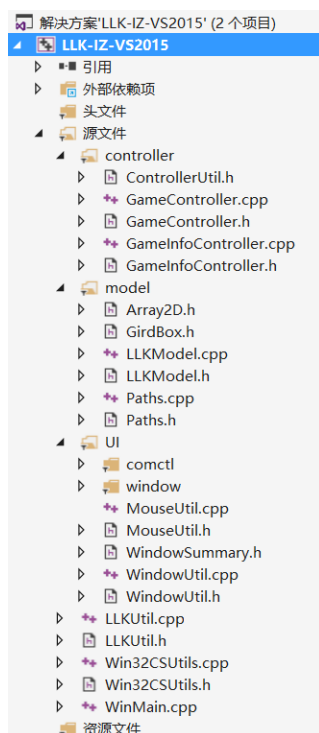 解决方案'LLK-IZ-VS2015' (2 个项目)
LLK-IZ-VS2015
引用
外部依赖项
头文件
源文件
controller
ControllerUtil.h
GameController.cpp
GameController.h
GameInfoController.cpp
GameInfoController.h
model
Array2D.h
GirdBox.h
LLKModel.cpp
LLKModel.h
Paths.cpp
Paths.h
UI
comctl
window
MouseUtil.cpp
MouseUtil.h
WindowSummary.h
WindowUtil.cpp
WindowUtil.h
LLKUtil.cpp
LLKUtil.h
Win32CSUtils.cpp
Win32CSUtils.h
WinMain.cpp
资源文件